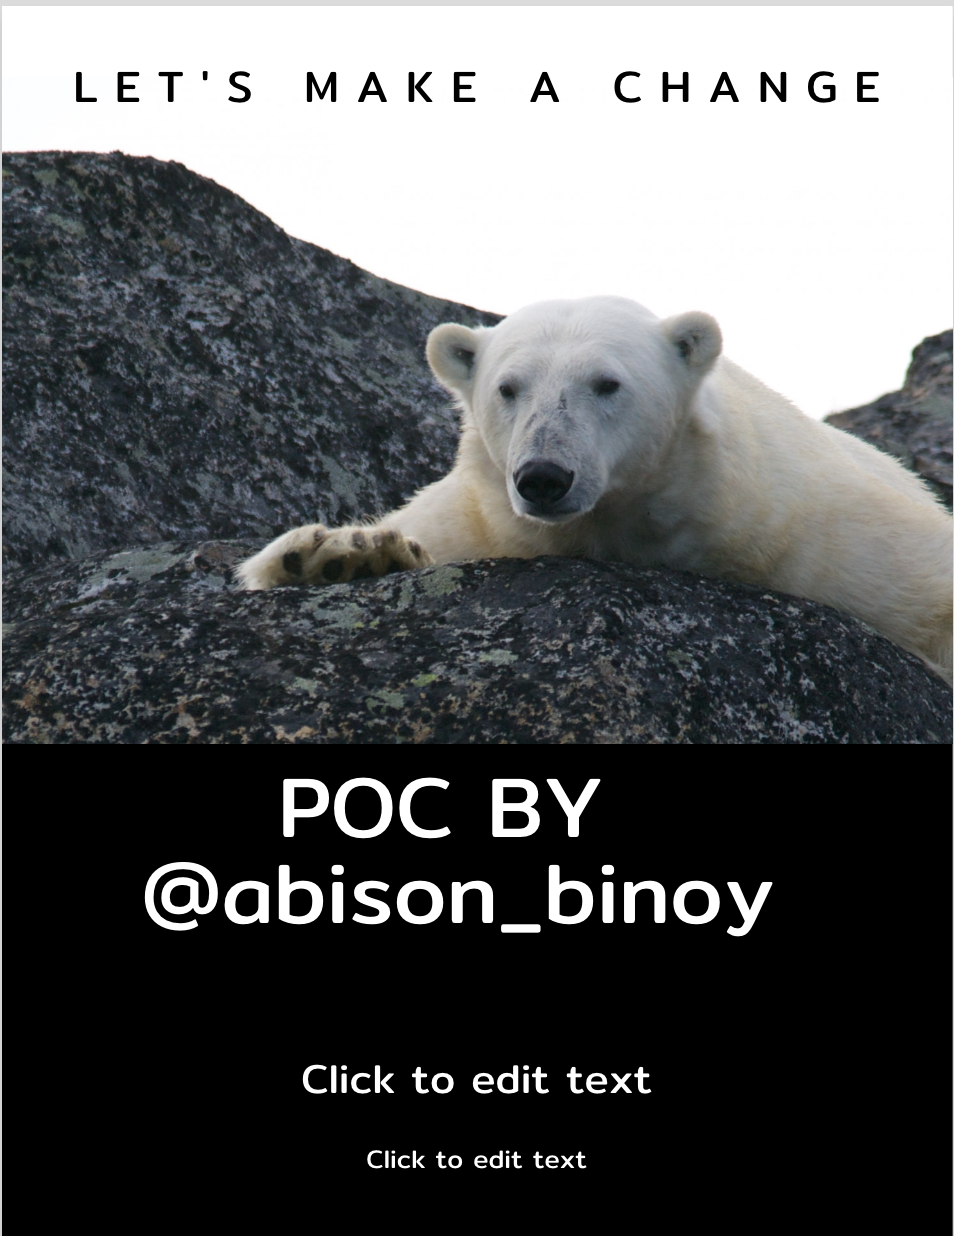 LET'S MAKE A CHANGE
POC BY
@abison_binoy
Click to edit text
Click to edit text